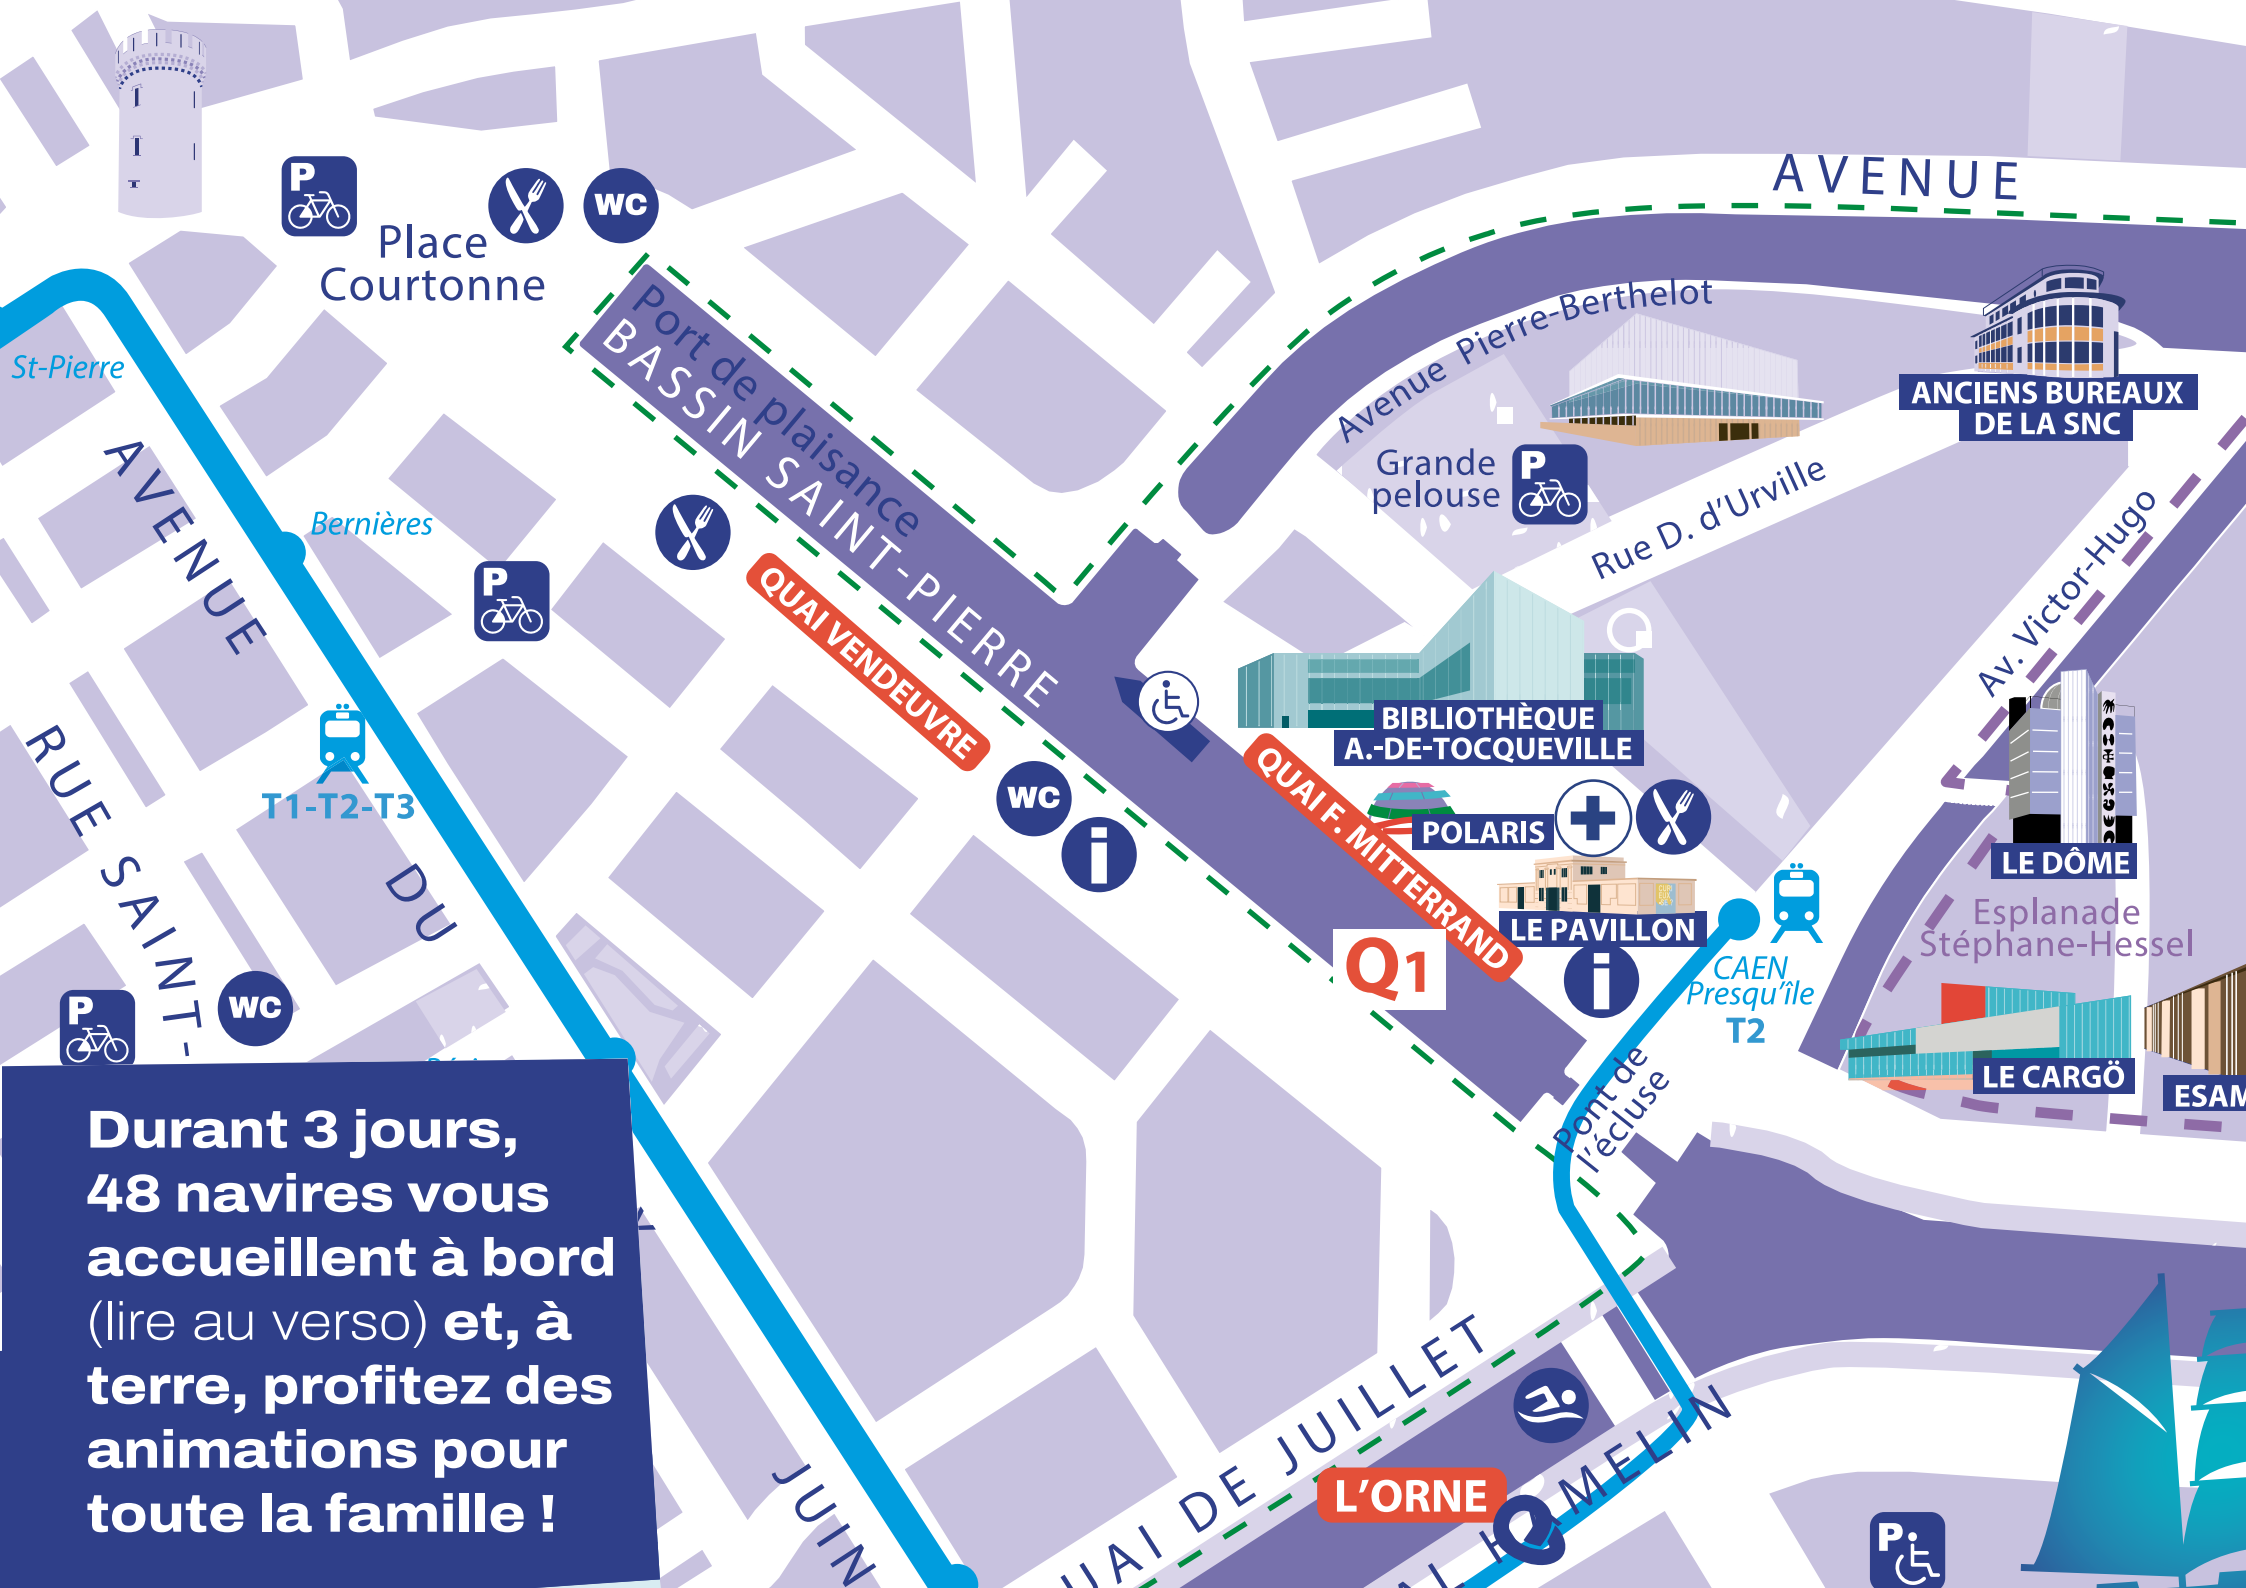 AVENUE
P
Place
Courtonne
WC
Port de plaisance
BASSIN SAINT-PIERRE
St-Pierre
Avenue Pierre-Berthelot
ANCIENS BUREAUX
DE LA SNC
Grande
pelouse
P
Rue D. d'Urville
Av. Victor-Hugo
AVENUE
Bernières
P
QUAI VENDEUVRE
BIBLIOTHÈQUE
A.-DE-TOCQUEVILLE
QUAI F. MITTERRAND
RUE SAINT-
T1-T2-T3
WC
i
POLARIS
LE DÔME
DU
LE PAVILLON
Esplanade
Stéphane-Hessel
Q1
i
CAEN
Presqu'île
T2
P
WC
LE CARGÖ
ESAM
Pont de
l'écluse
Durant 3 jours,
48 navires vous
accueillent à bord
(lire au verso) et, à
terre, profitez des
animations pour
toute la famille !
JUIN
UAI DE JUILLET
L'ORNE
HAMELIN
P